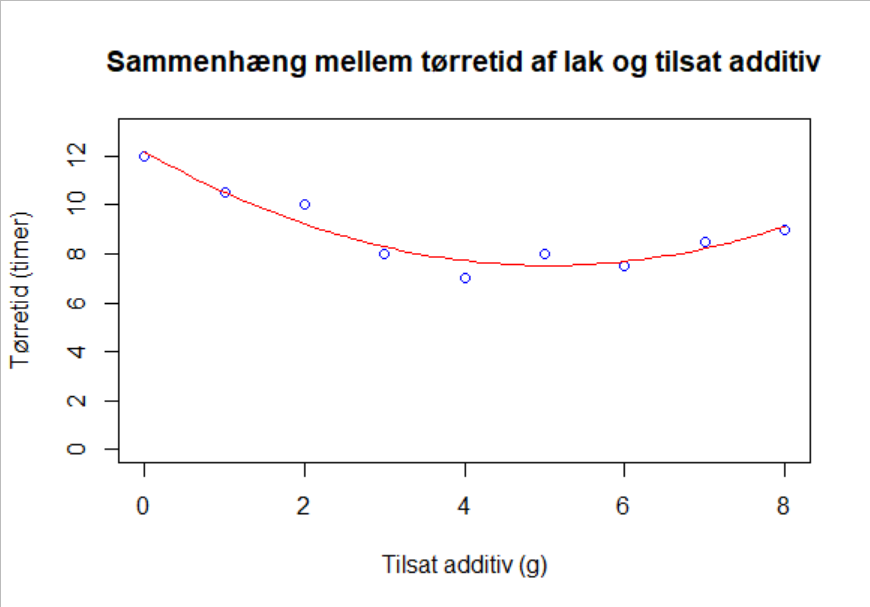 Sammenhæng mellem tørretid af lak og tilsat additiv
Tørretid (timer)
12
10
8
6
4
2
0
0 2 4 6 8
Tilsat additiv (g)